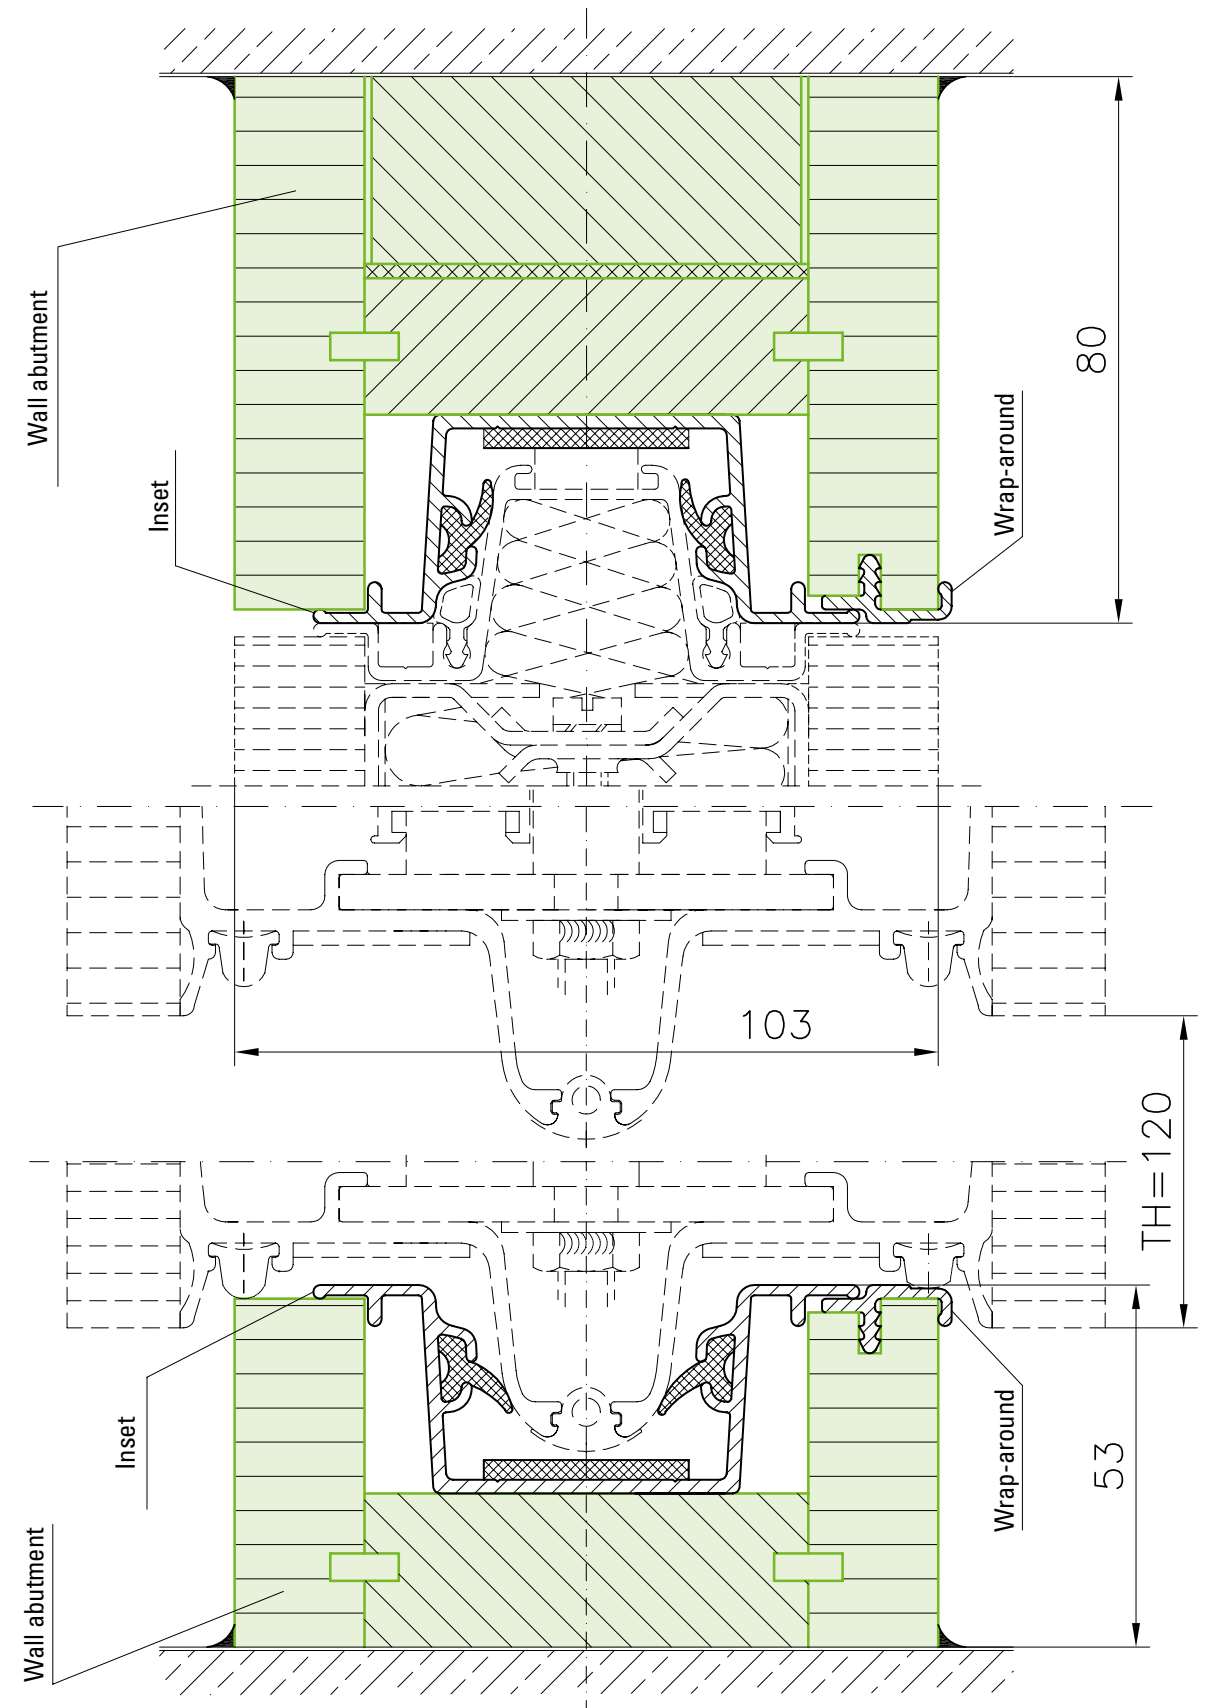 Wall abutment
80
Inset
Wrap-around
103
TH=120
Inset
Wrap-around
53
Wall abutment